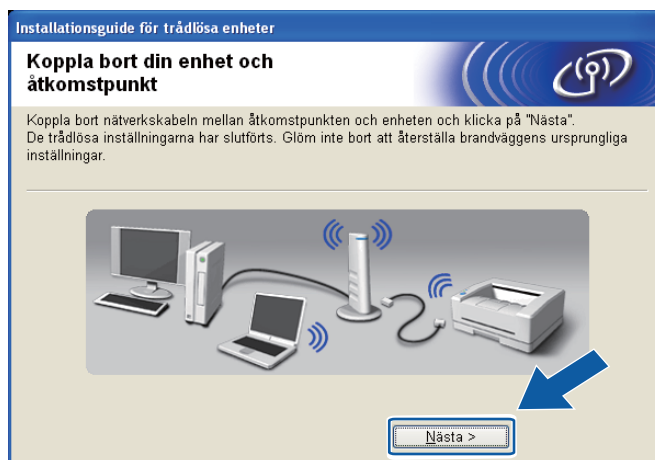 Installationsguide för trådlösa enheter
Koppla bort din enhet och
åtkomstpunkt
Koppla bort nätverkskabeln mellan åtkomstpunkten och enheten och klicka på "Nästa".
De trådlösa inställningarna har slutförts. Glöm inte bort att återställa brandväggens ursprungliga
inställningar.
Nästa >